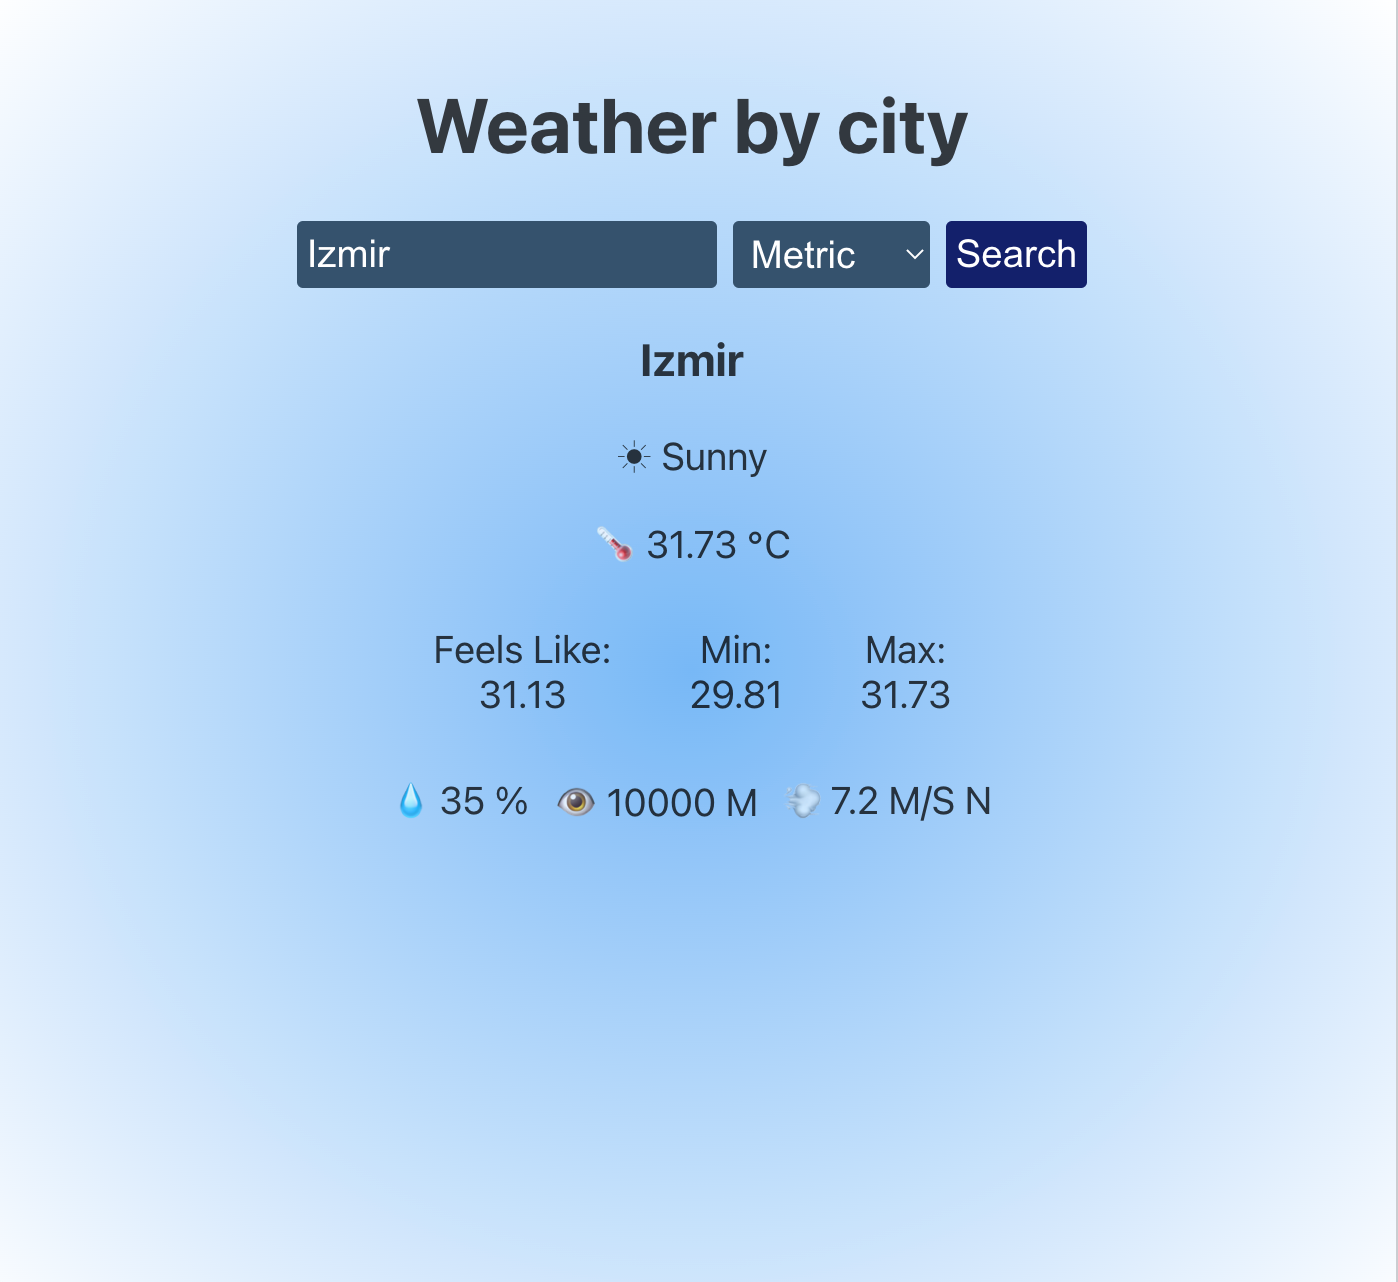 Weather by city
Izmir Metric Search
Izmir
☀ Sunny
🌡️ 31.73 °C
Feels Like: Min: Max:
31.13 29.81 31.73
💧 35 % 👁️ 10000 M 💨 7.2 M/S N